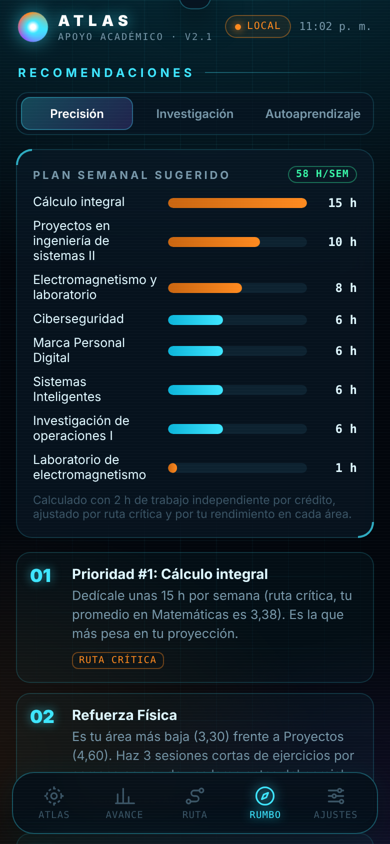 ATLAS
APOYO ACADÉMICO · V2.1
LOCAL
11:02 p. m.
RECOMENDACIONES
Precisión
Investigación
Autoaprendizaje
PLAN SEMANAL SUGERIDO
58 H/SEM
Cálculo integral
15 h
Proyectos en
ingeniería de
sistemas II
10 h
Electromagnetismo y
laboratorio
8 h
Ciberseguridad
6 h
Marca Personal
Digital
6 h
Sistemas
Inteligentes
6 h
Investigación de
operaciones I
6 h
Laboratorio de
electromagnetismo
1 h
Calculado con 2 h de trabajo independiente por crédito,
ajustado por ruta crítica y por tu rendimiento en cada área.
01
Prioridad #1: Cálculo integral
Dedícale unas 15 h por semana (ruta crítica, tu
promedio en Matemáticas es 3,38). Es la que
más pesa en tu proyección.
RUTA CRÍTICA
02
Refuerza Física
Es tu área más baja (3,30) frente a Proyectos
(4,60). Haz 3 sesiones cortas de ejercicios por
ATLAS
AVANCE
RUTA
RUMBO
AJUSTES